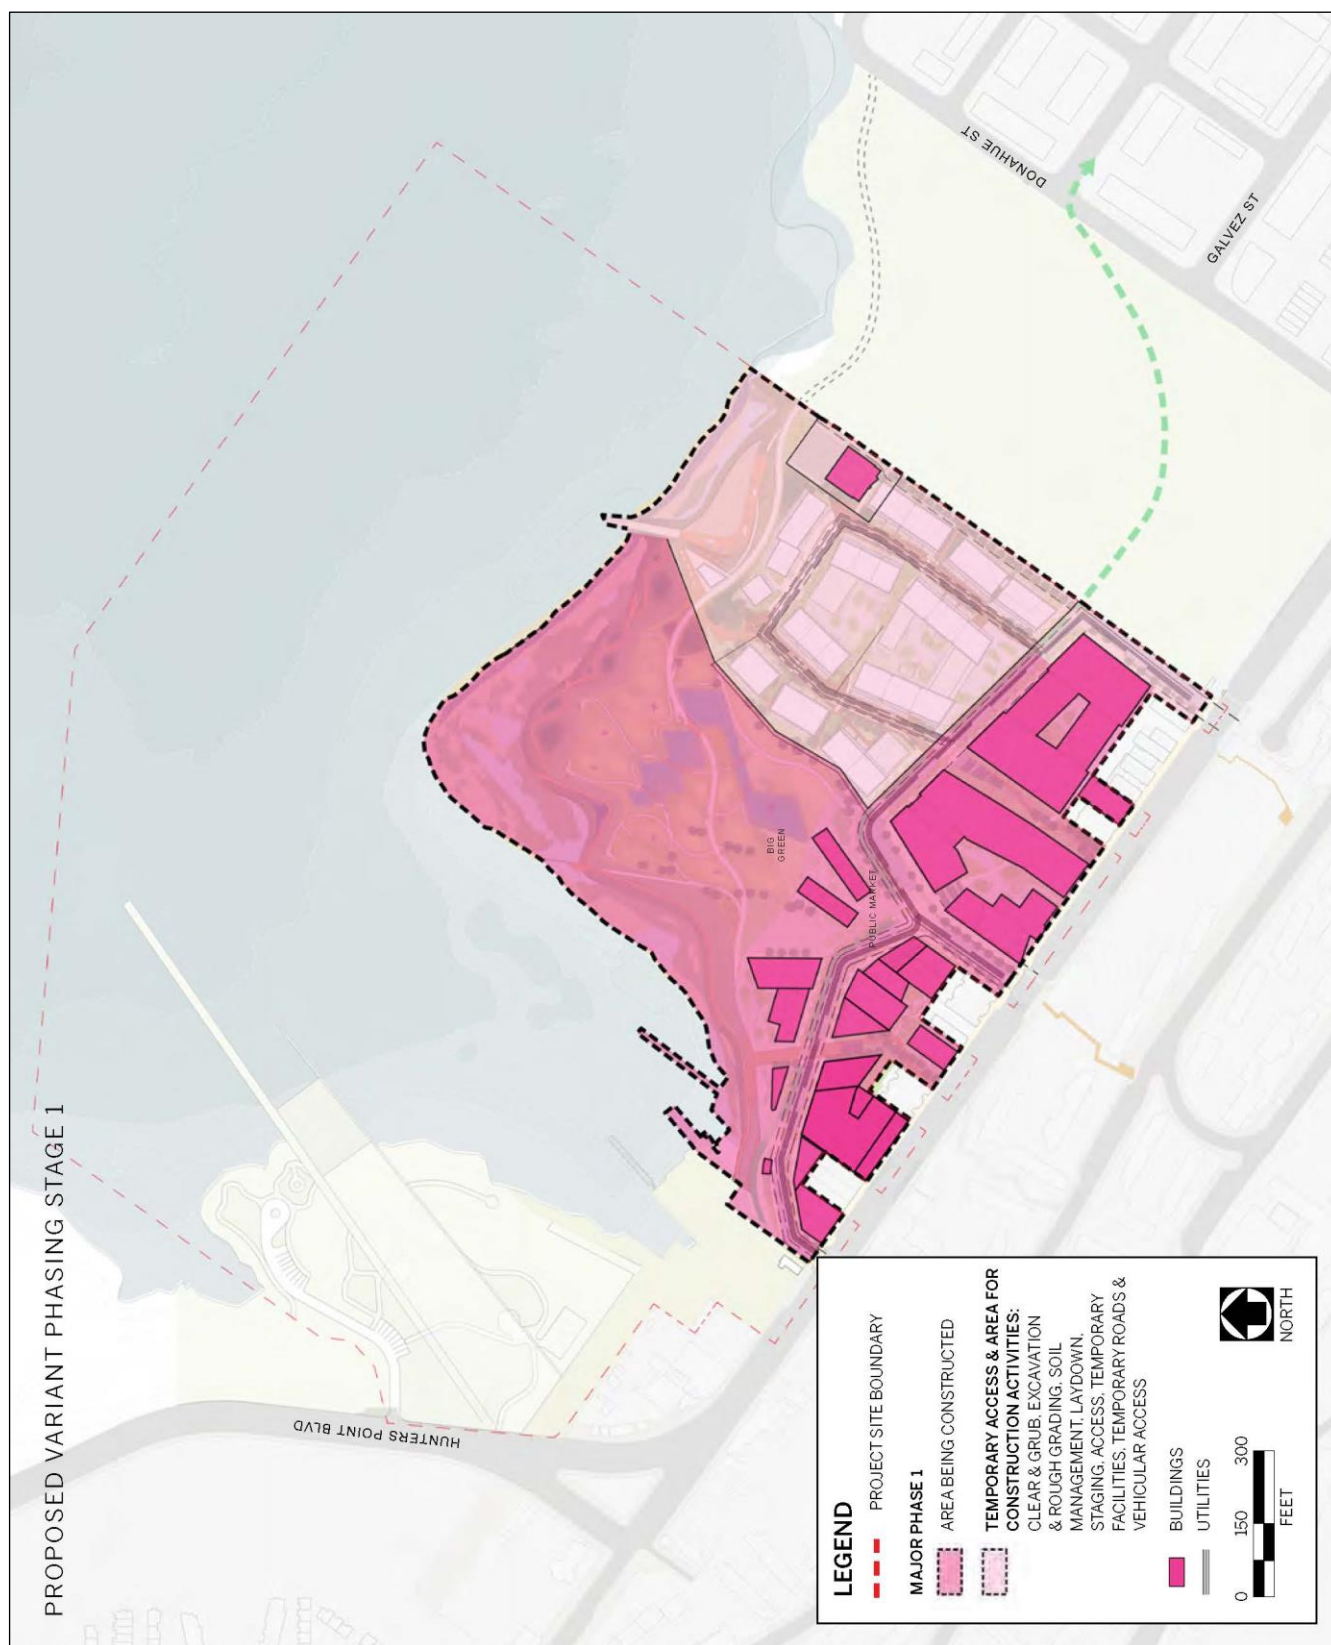 PROPOSED VARIANT PHASING STAGE 1
HUNTERS POINT BLVD
DONAHUE ST
GALVEZ ST
BIG
GREEN
PUBLIC MARKET
LEGEND
PROJECT SITE BOUNDARY
MAJOR PHASE 1
AREA BEING CONSTRUCTED
TEMPORARY ACCESS & AREA FOR
CONSTRUCTION ACTIVITIES:
CLEAR & GRUB, EXCAVATION
& ROUGH GRADING, SOIL
MANAGEMENT, LAYDOWN,
STAGING, ACCESS, TEMPORARY
FACILITIES, TEMPORARY ROADS &
VEHICULAR ACCESS
BUILDINGS
UTILITIES
0 150 300
FEET
NORTH